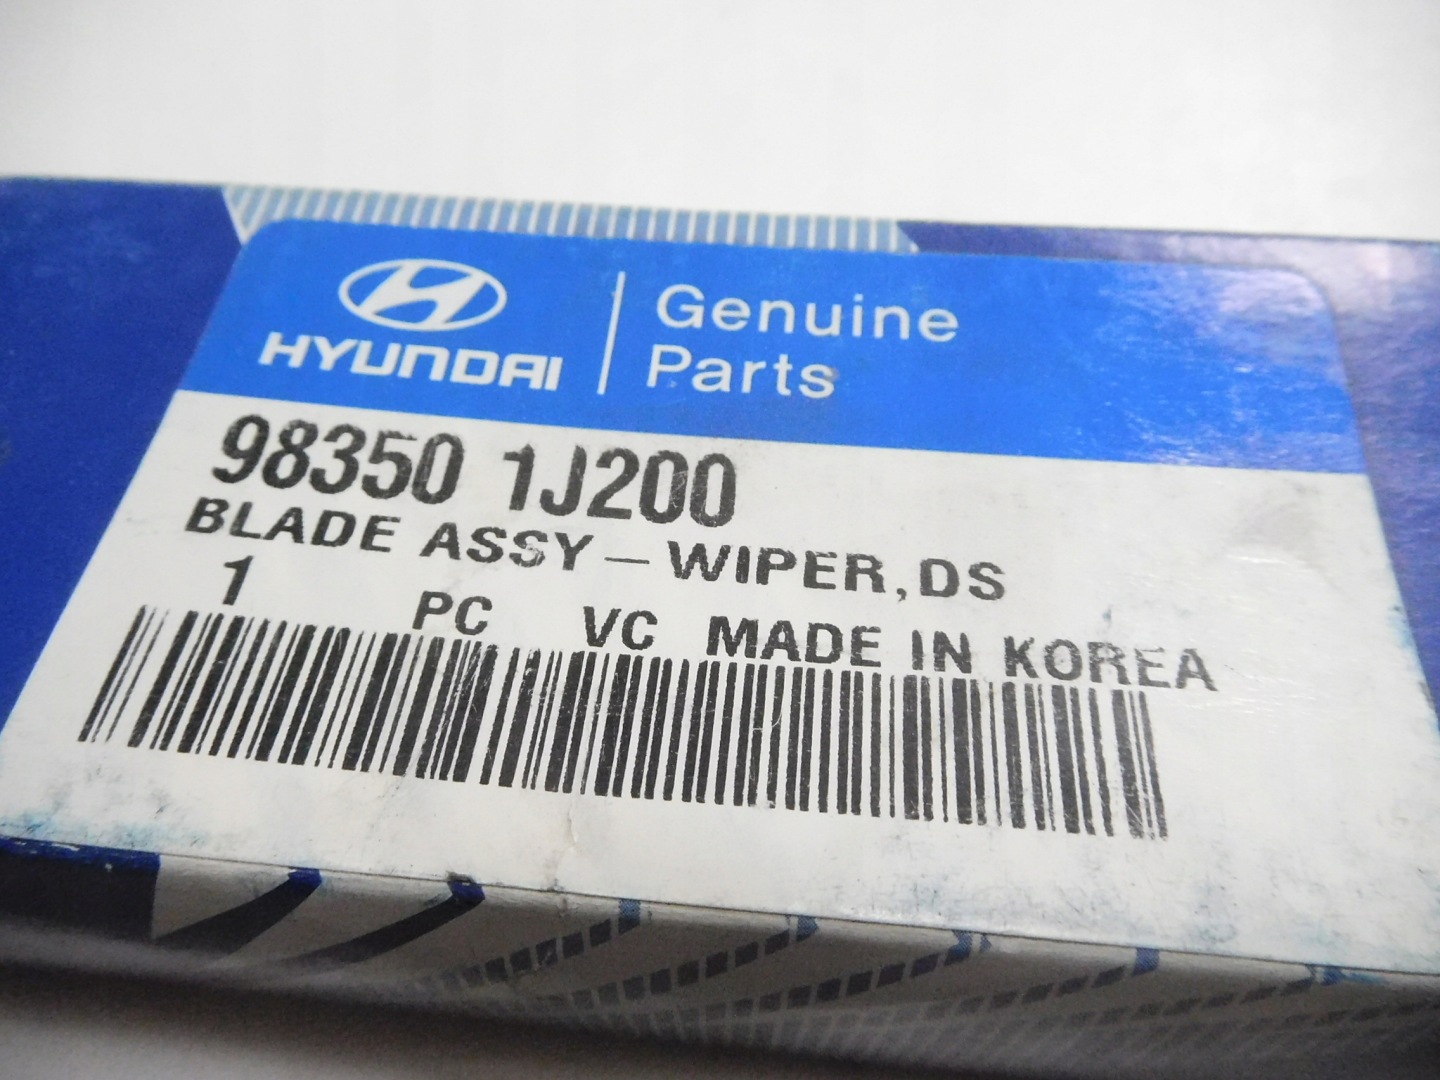 HYUNDAI
Genuine
Parts
98350 1J200
BLADE ASSY-WIPER,DS
1 PC VC MADE IN KOREA